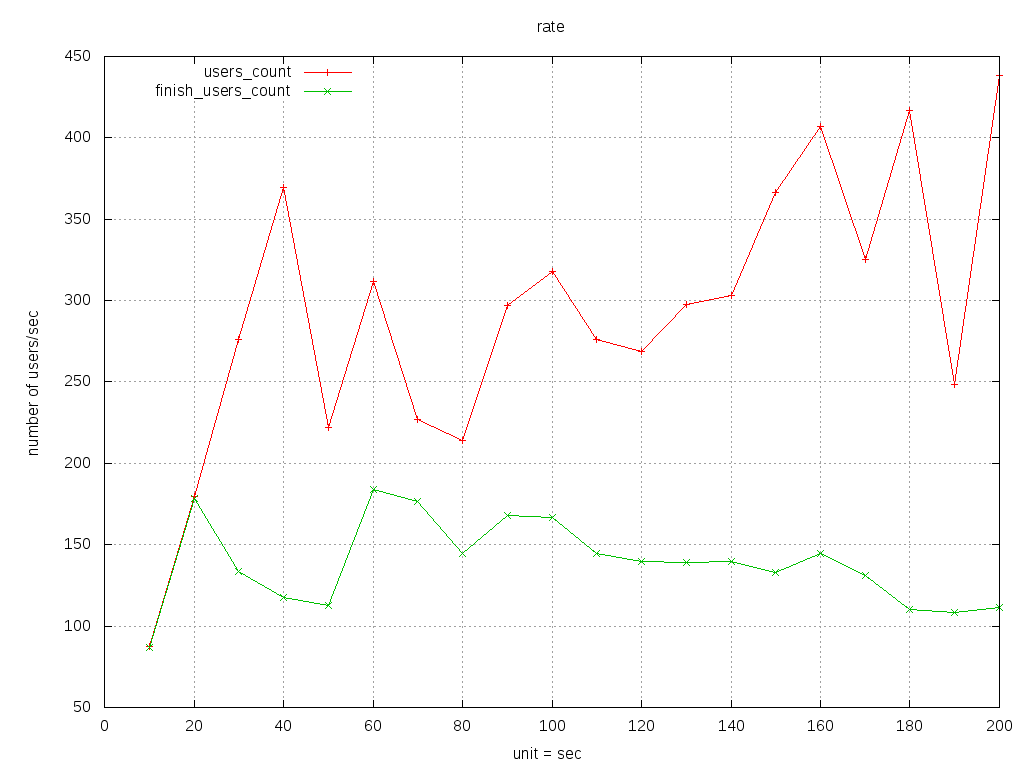 rate
users_count
finish_users_count
450
400
350
300
250
200
150
100
50
number of users/sec
0 20 40 60 80 100 120 140 160 180 200
unit = sec